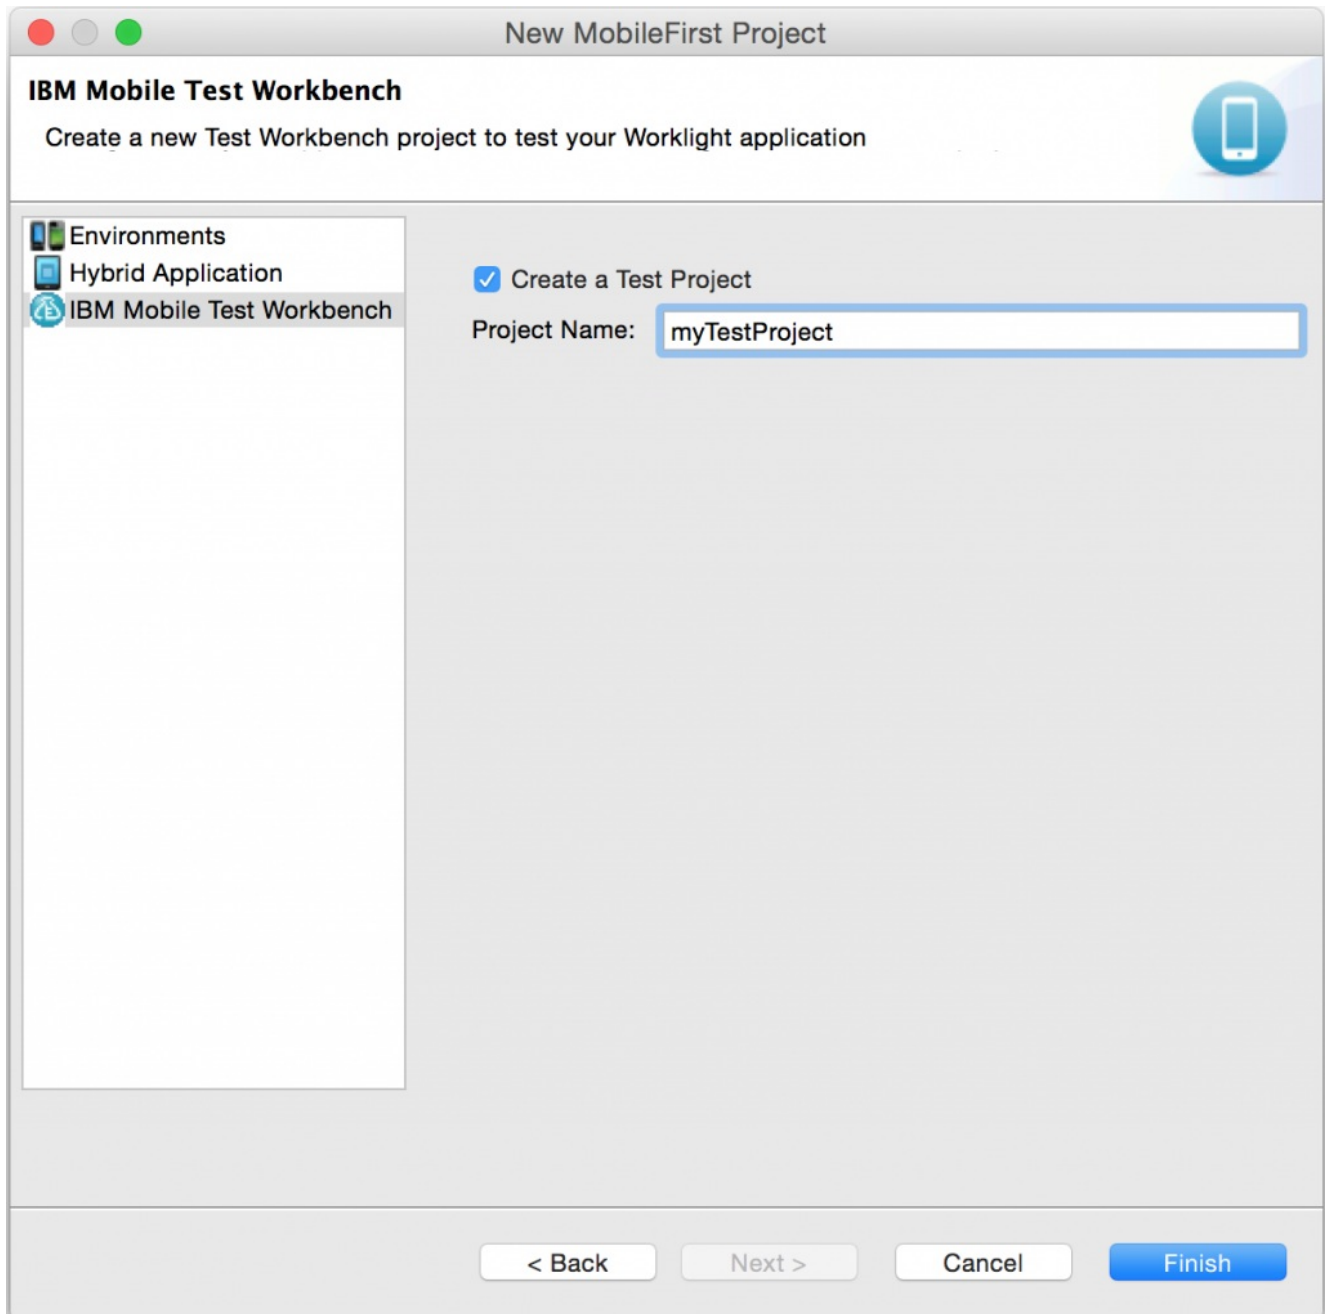 New MobileFirst Project
IBM Mobile Test Workbench
Create a new Test Workbench project to test your Worklight application
Environments
Hybrid Application
IBM Mobile Test Workbench
Create a Test Project
Project Name: myTestProject
< Back Next > Cancel Finish